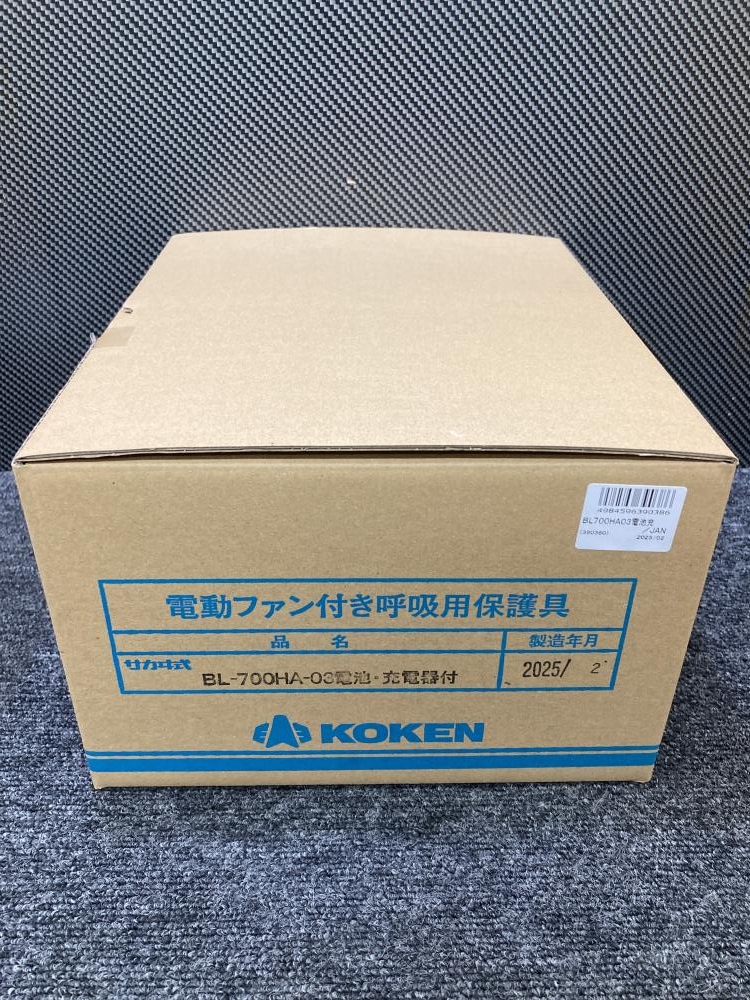 4984596390386
BL700HA03電池充
/JAN
(390380)
2025/02
電動ファン付き呼吸用保護具
品 名
製造年月
サカヰ式
BL-700HA-03電池・充電器付
2025/ 2
KOKEN